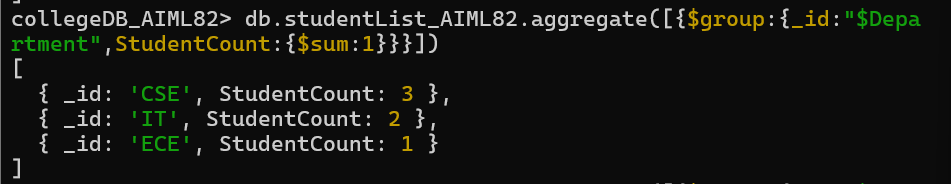 collegeDB_AIML82> db.studentList_AIML82.aggregate([{$group:{_id:"$Depa
rtment",StudentCount:{$sum:1}}}])
[
  { _id: 'CSE', StudentCount: 3 },
  { _id: 'IT', StudentCount: 2 },
  { _id: 'ECE', StudentCount: 1 }
]